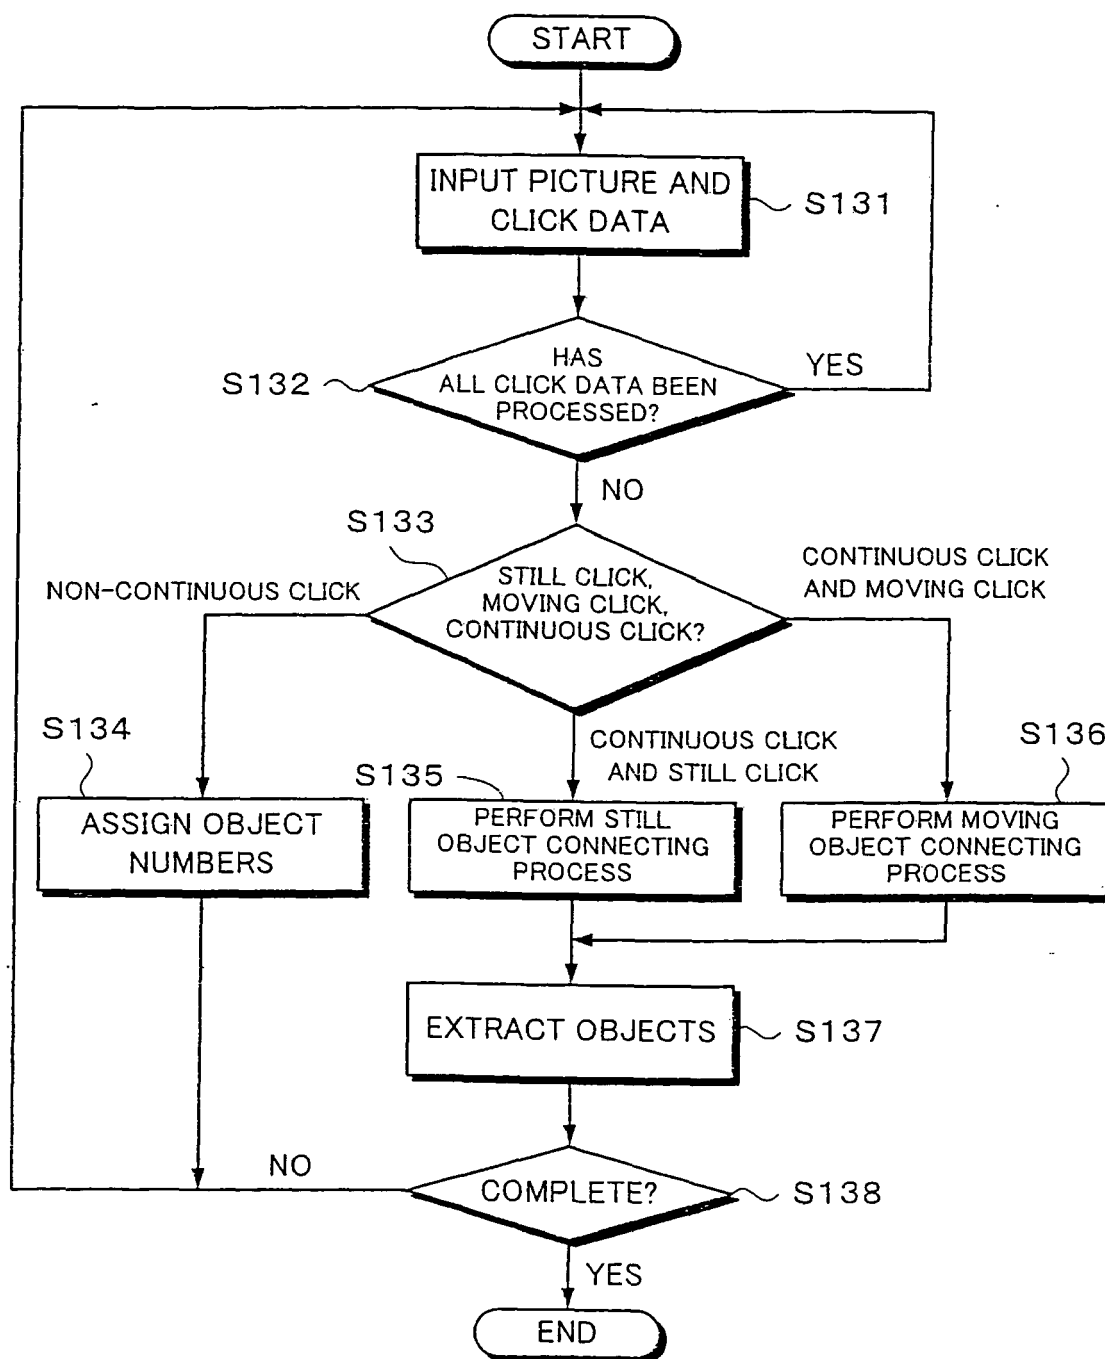 START
INPUT PICTURE AND
CLICK DATA
S131
HAS
ALL CLICK DATA BEEN
PROCESSED?
S132
YES
NO
S133
STILL CLICK,
MOVING CLICK,
CONTINUOUS CLICK?
NON-CONTINUOUS CLICK
CONTINUOUS CLICK
AND MOVING CLICK
CONTINUOUS CLICK
AND STILL CLICK
S134
ASSIGN OBJECT
NUMBERS
S135
PERFORM STILL
OBJECT CONNECTING
PROCESS
S136
PERFORM MOVING
OBJECT CONNECTING
PROCESS
EXTRACT OBJECTS
S137
NO
COMPLETE?
S138
YES
END